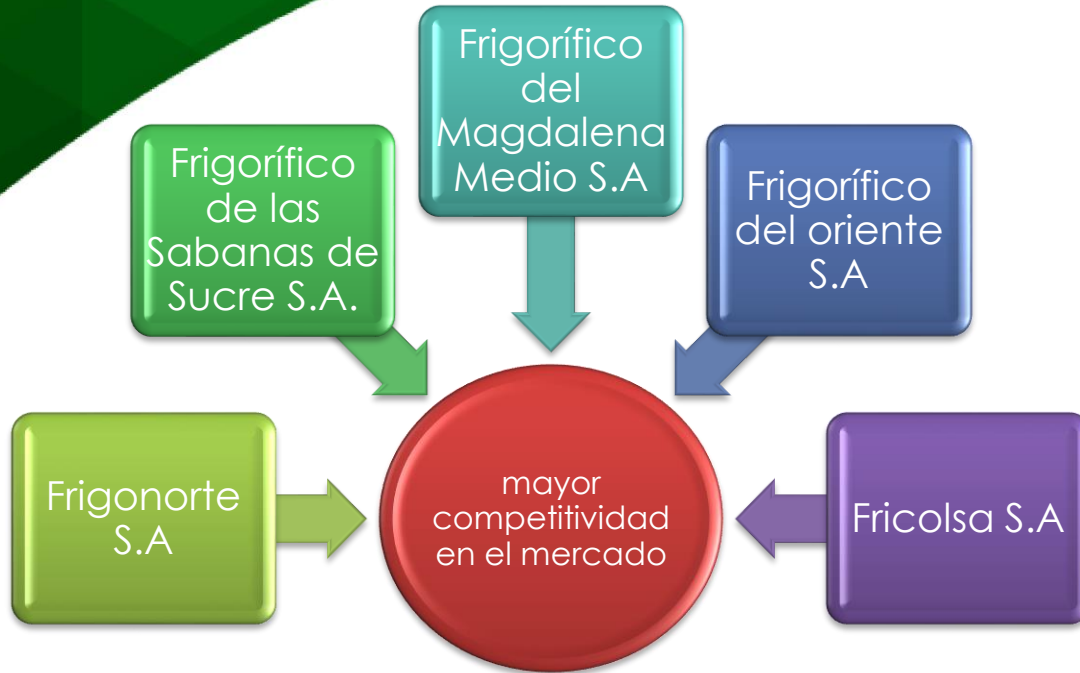 Frigorífico
del
Magdalena
Medio S.A
Frigorífico
de las
Sabanas de
Sucre S.A.
Frigorífico
del oriente
S.A
Frigonorte
S.A
mayor
competitividad
en el mercado
Fricolsa S.A